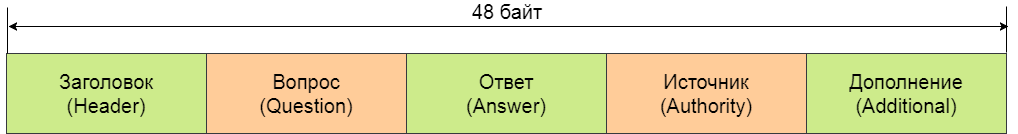 48 байт
Заголовок
(Header)
Вопрос
(Question)
Ответ
(Answer)
Источник
(Authority)
Дополнение
(Additional)